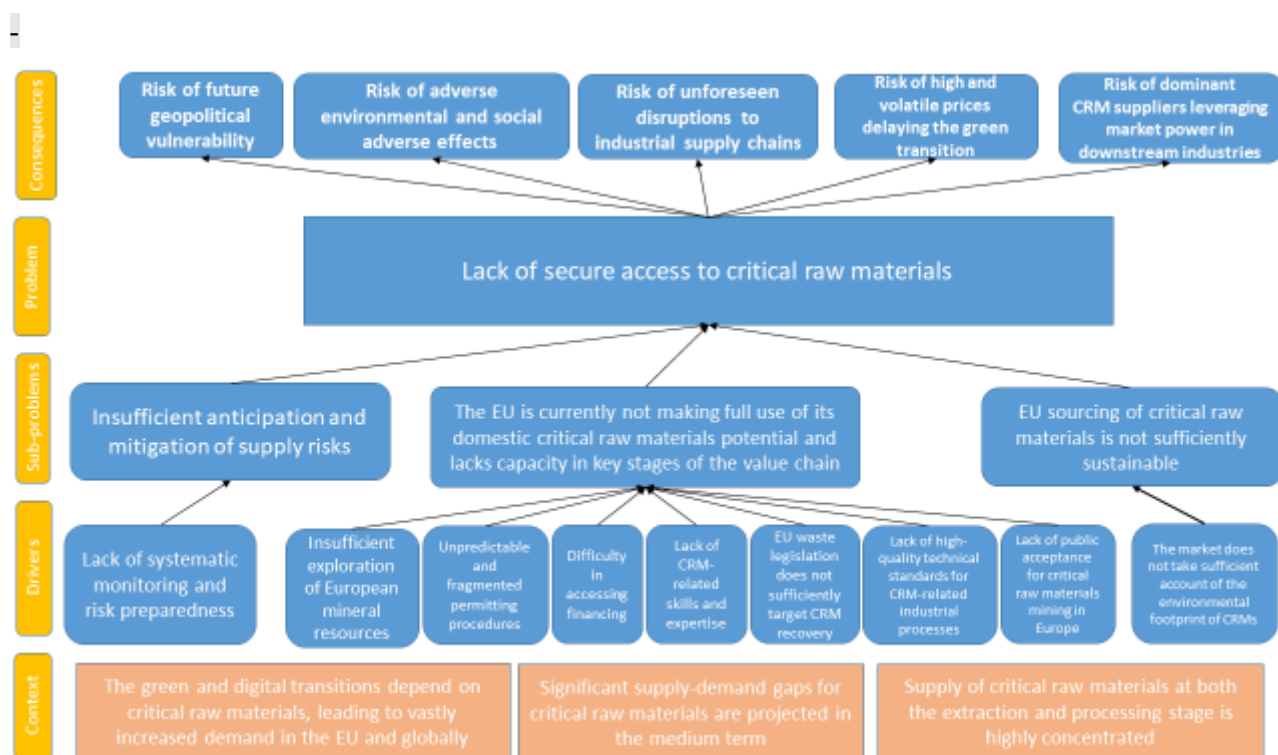 -
Consequences
Risk of future
geopolitical
vulnerability
Risk of adverse
environmental and social
adverse effects
Risk of unforeseen
disruptions to
industrial supply chains
Risk of high and
volatile prices
delaying the green
transition
Risk of dominant
CRM suppliers leveraging
market power in
downstream industries
Problem
Lack of secure access to critical raw materials
Sub-problems
Insufficient anticipation and
mitigation of supply risks
The EU is currently not making full use of its
domestic critical raw materials potential and
lacks capacity in key stages of the value chain
EU sourcing of critical raw
materials is not sufficiently
sustainable
Drivers
Lack of systematic
monitoring and
risk preparedness
Insufficient
exploration
of European
mineral
resources
Unpredictable
and
fragmented
permitting
procedures
Difficulty
in
accessing
financing
Lack of
CRM-
related
skills and
expertise
EU waste
legislation
does not
sufficiently
target CRM
recovery
Lack of high-
quality technical
standards for
CRM-related
industrial
processes
Lack of public
acceptance
for critical
raw materials
mining in
Europe
The market does
not take sufficient
account of the
environmental
footprint of CRMs
Context
The green and digital transitions depend on
critical raw materials, leading to vastly
increased demand in the EU and globally
Significant supply-demand gaps for
critical raw materials are projected in
the medium term
Supply of critical raw materials at both
the extraction and processing stage is
highly concentrated